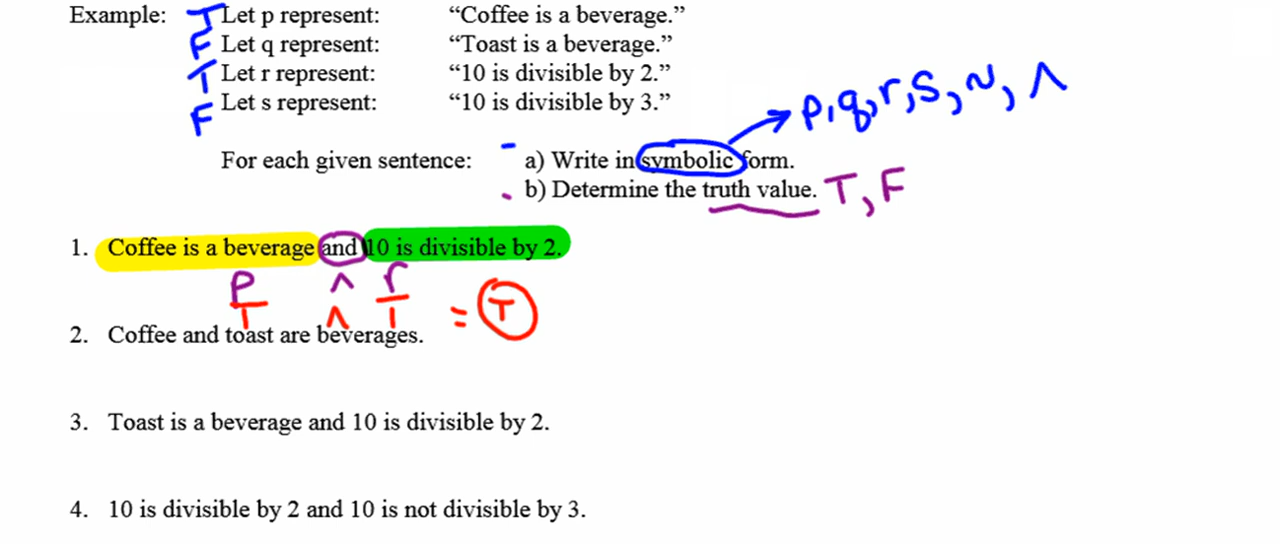 Example: T Let p represent: “Coffee is a beverage.”
F Let q represent: “Toast is a beverage.”
T Let r represent: “10 is divisible by 2.”
F Let s represent: “10 is divisible by 3.”
→ p, q, r, s, ~, ∧
For each given sentence: a) Write in symbolic form.
b) Determine the truth value. T, F
1. Coffee is a beverage and 10 is divisible by 2.
P ∧ r
T ∧ T = T
2. Coffee and toast are beverages.
3. Toast is a beverage and 10 is divisible by 2.
4. 10 is divisible by 2 and 10 is not divisible by 3.